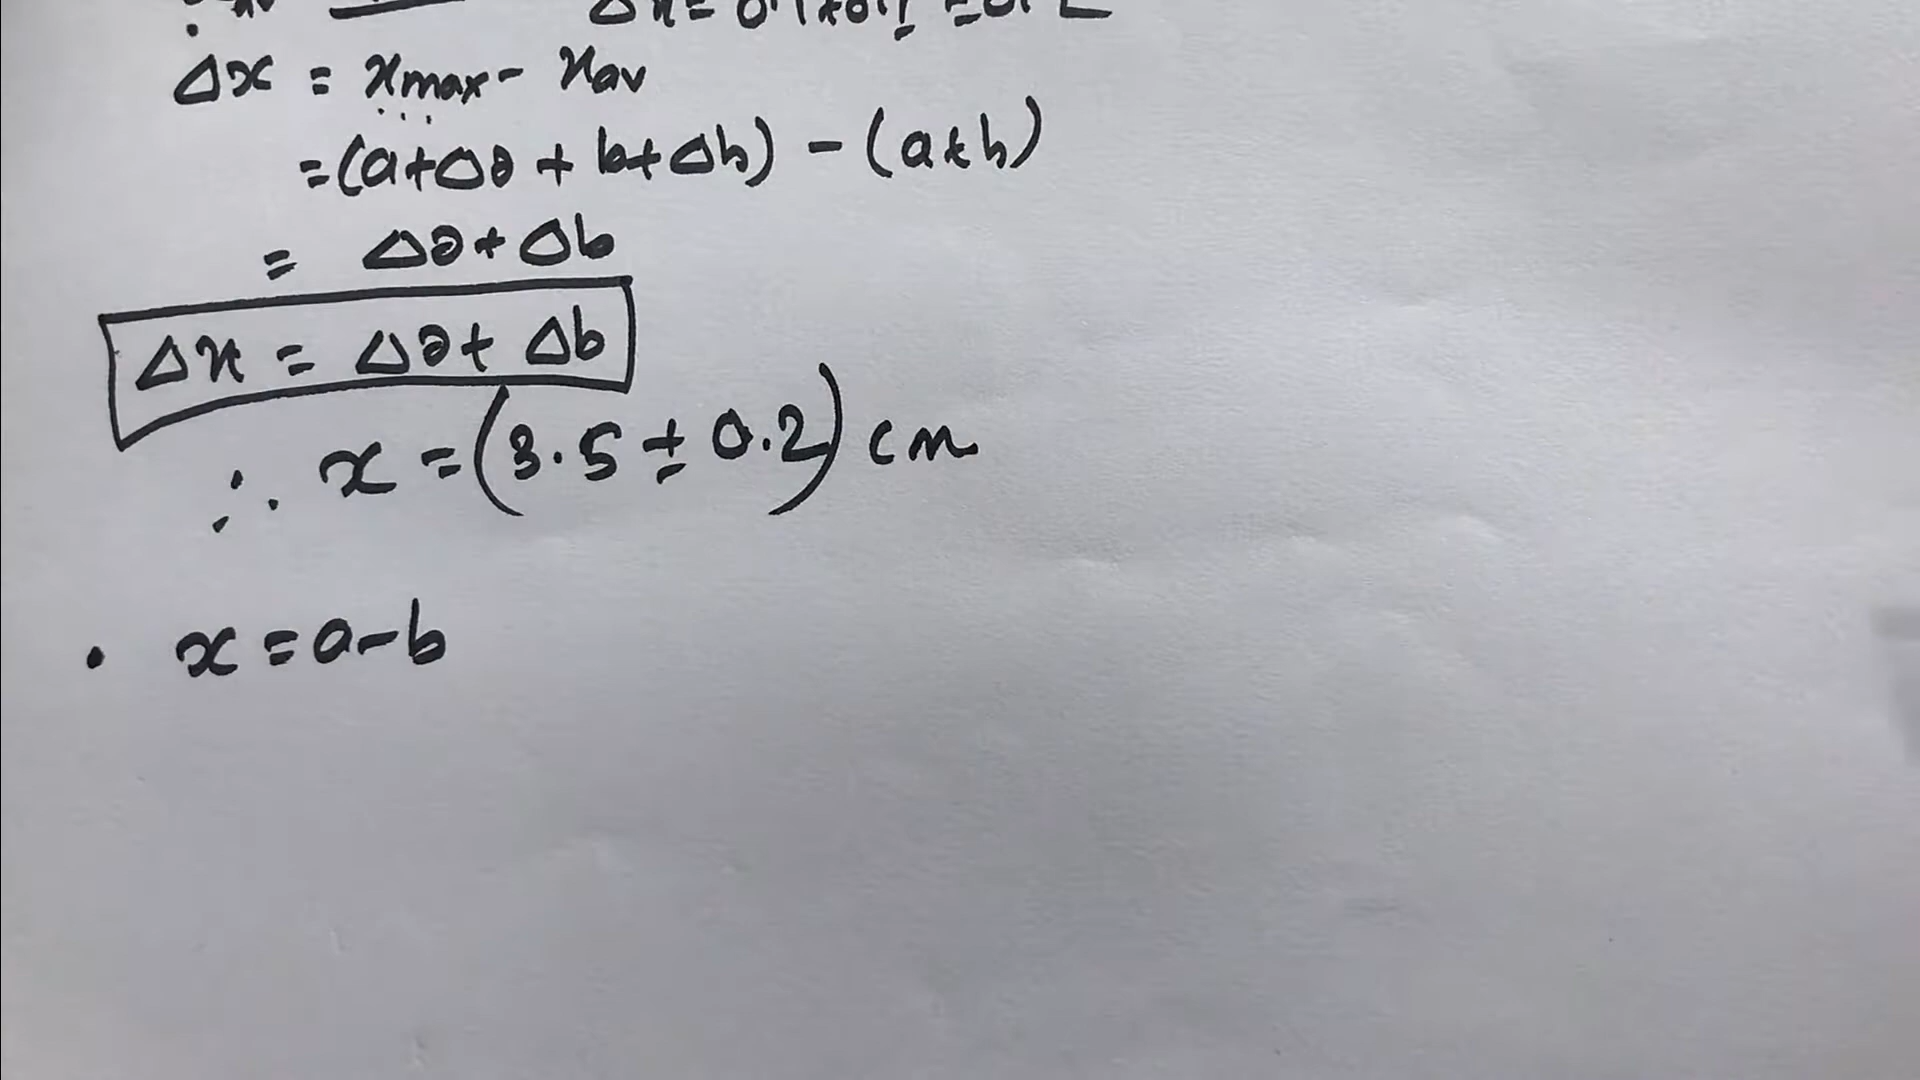 Δx = xmax - xav
=(a+Δa + b+Δb) - (a+b)
= Δa+ Δb
Δx = Δa+ Δb
∴ x =(3.5 ± 0.2) cm
• x=a-b